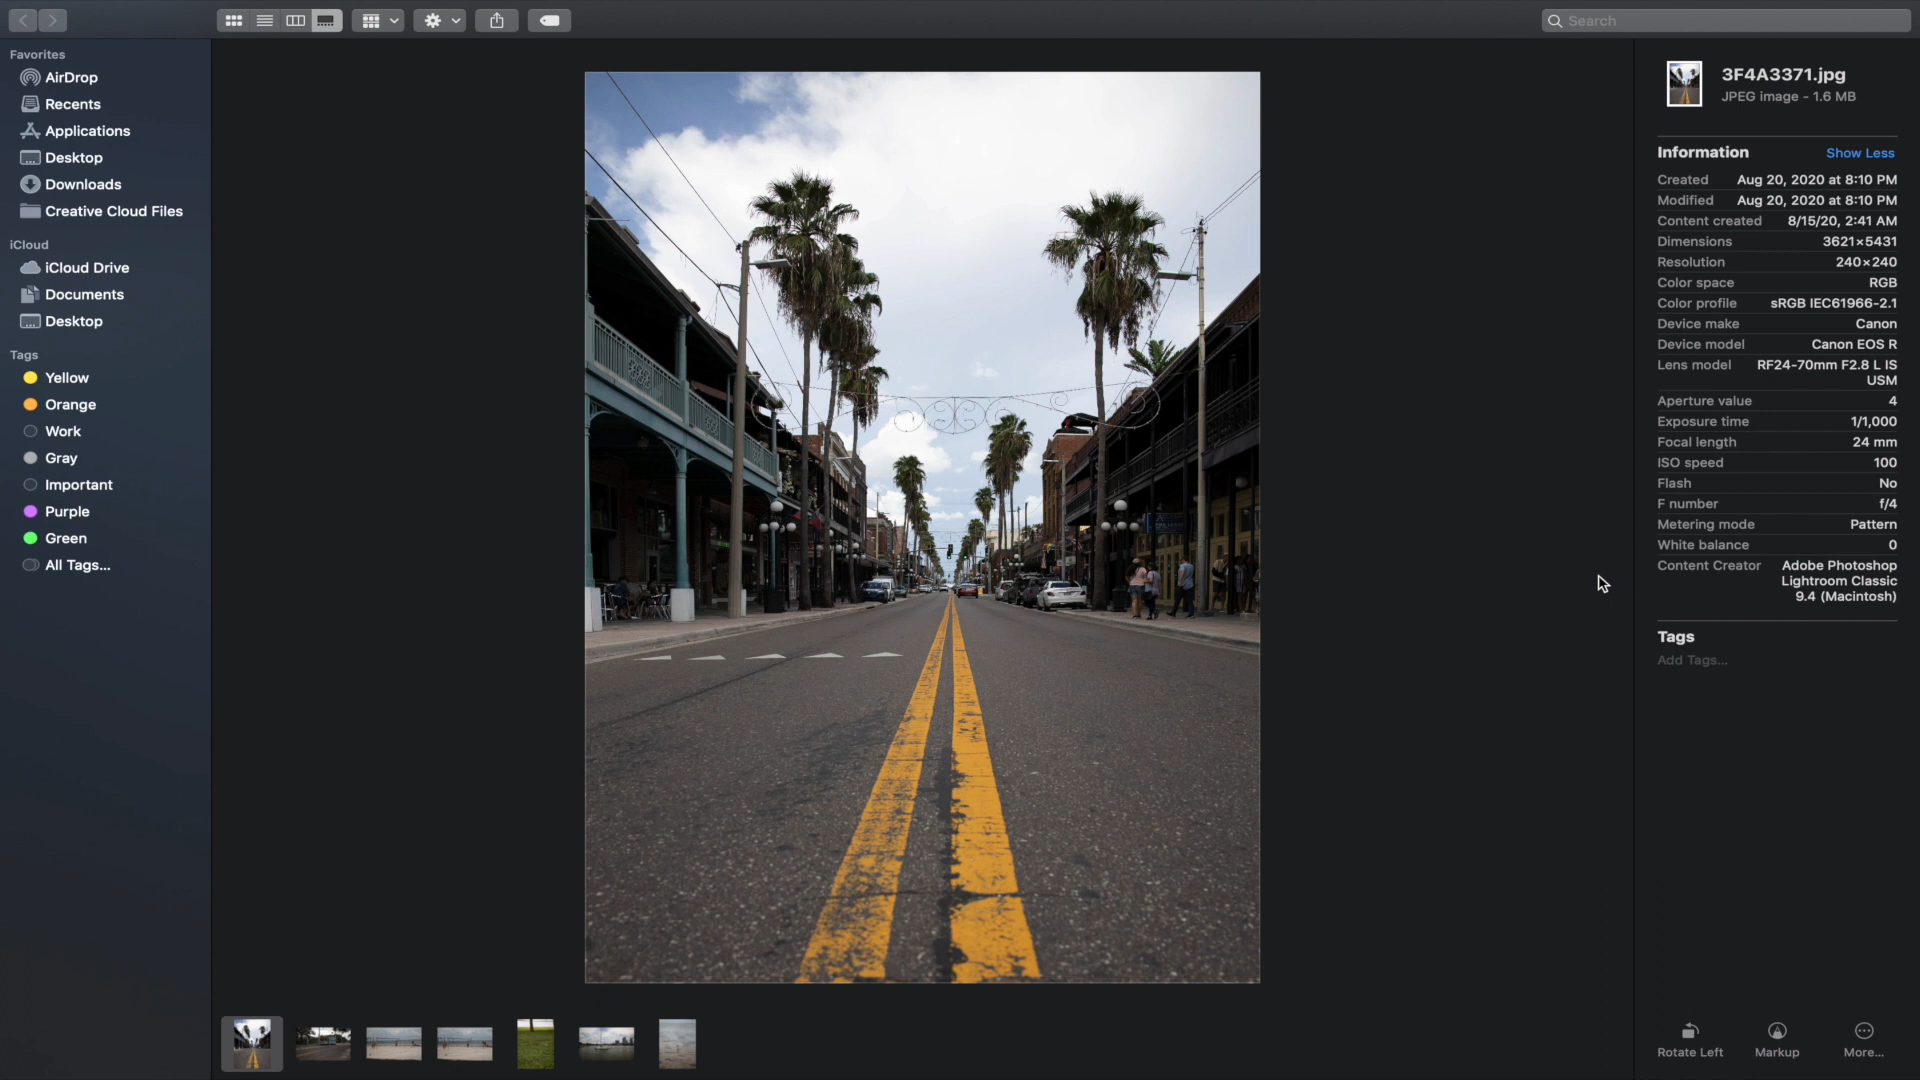 Search
Favorites
AirDrop
Recents
Applications
Desktop
Downloads
Creative Cloud Files
iCloud
iCloud Drive
Documents
Desktop
Tags
Yellow
Orange
Work
Gray
Important
Purple
Green
All Tags...
3F4A3371.jpg
JPEG image - 1.6 MB
Information Show Less
Created Aug 20, 2020 at 8:10 PM
Modified Aug 20, 2020 at 8:10 PM
Content created 8/15/20, 2:41 AM
Dimensions 3621×5431
Resolution 240×240
Color space RGB
Color profile sRGB IEC61966-2.1
Device make Canon
Device model Canon EOS R
Lens model RF24-70mm F2.8 L IS
USM
Aperture value 4
Exposure time 1/1,000
Focal length 24 mm
ISO speed 100
Flash No
F number f/4
Metering mode Pattern
White balance 0
Content Creator Adobe Photoshop
Lightroom Classic
9.4 (Macintosh)
Tags
Add Tags...
Rotate Left Markup More...